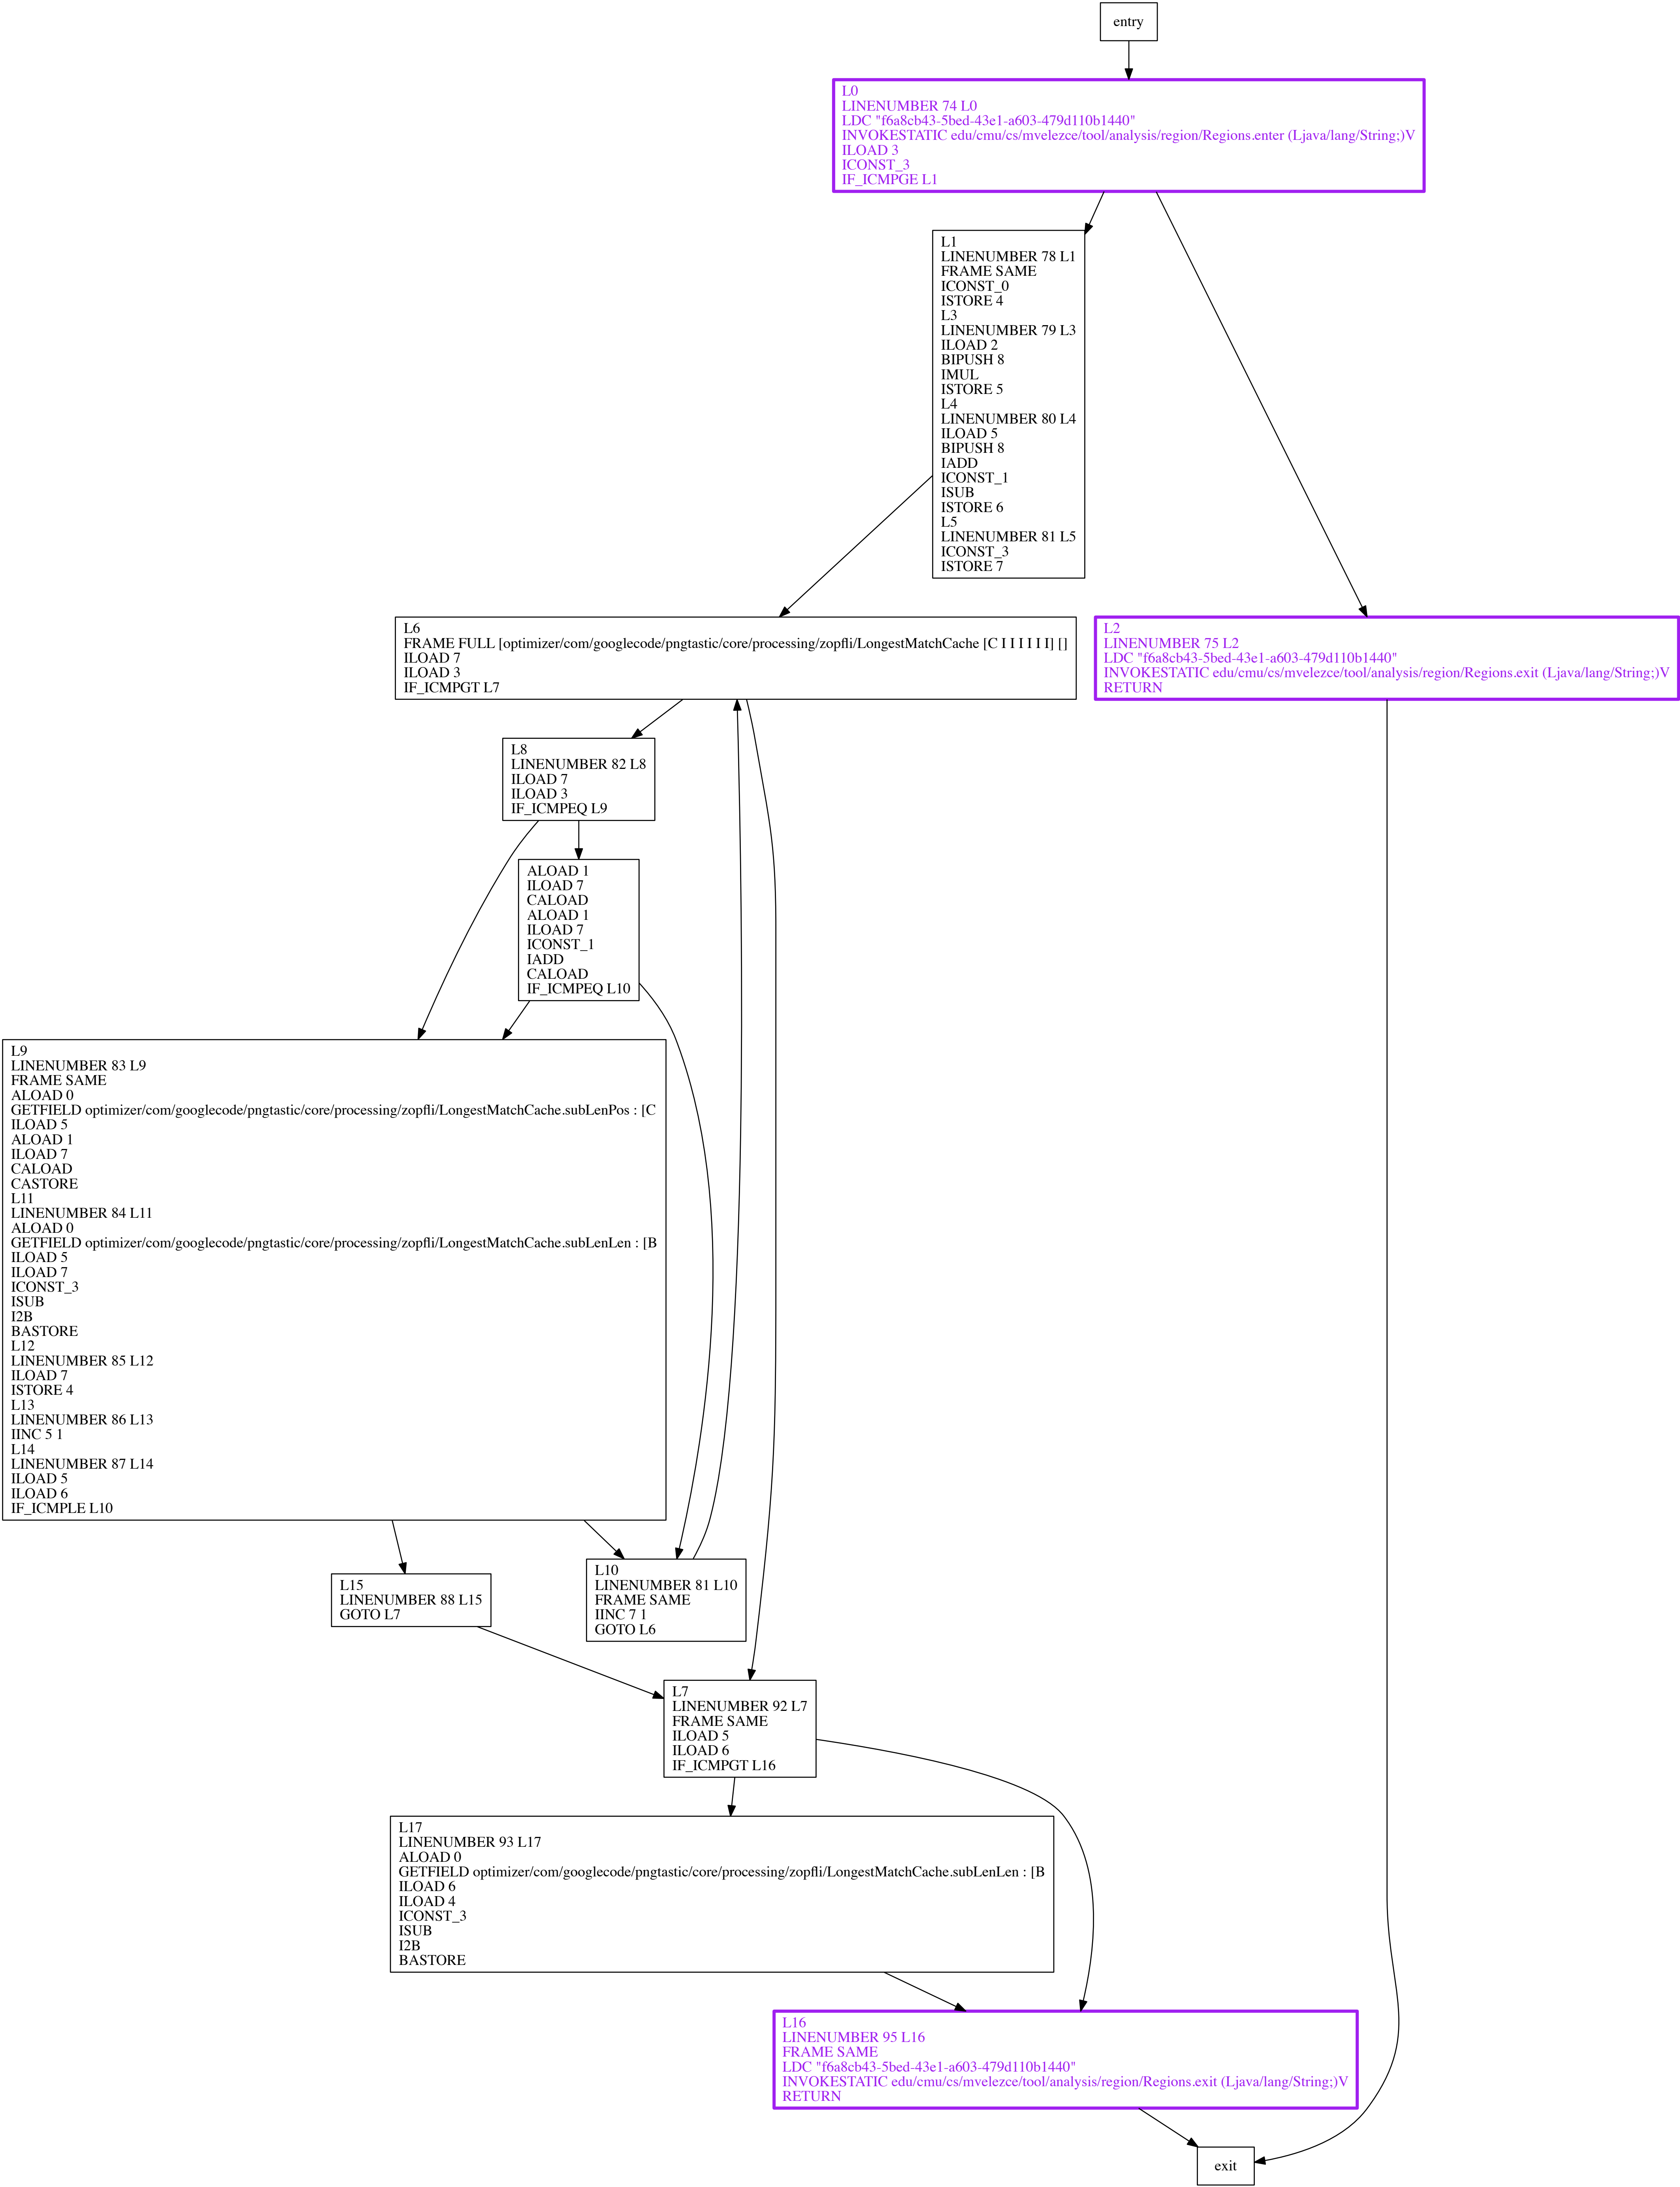 entry
L0
LINENUMBER 74 L0
LDC "f6a8cb43-5bed-43e1-a603-479d110b1440"
INVOKESTATIC edu/cmu/cs/mvelezce/tool/analysis/region/Regions.enter (Ljava/lang/String;)V
ILOAD 3
ICONST_3
IF_ICMPGE L1
L1
LINENUMBER 78 L1
FRAME SAME
ICONST_0
ISTORE 4
L3
LINENUMBER 79 L3
ILOAD 2
BIPUSH 8
IMUL
ISTORE 5
L4
LINENUMBER 80 L4
ILOAD 5
BIPUSH 8
IADD
ICONST_1
ISUB
ISTORE 6
L5
LINENUMBER 81 L5
ICONST_3
ISTORE 7
L6
FRAME FULL [optimizer/com/googlecode/pngtastic/core/processing/zopfli/LongestMatchCache [C I I I I I I] []
ILOAD 7
ILOAD 3
IF_ICMPGT L7
L2
LINENUMBER 75 L2
LDC "f6a8cb43-5bed-43e1-a603-479d110b1440"
INVOKESTATIC edu/cmu/cs/mvelezce/tool/analysis/region/Regions.exit (Ljava/lang/String;)V
RETURN
L8
LINENUMBER 82 L8
ILOAD 7
ILOAD 3
IF_ICMPEQ L9
ALOAD 1
ILOAD 7
CALOAD
ALOAD 1
ILOAD 7
ICONST_1
IADD
CALOAD
IF_ICMPEQ L10
L9
LINENUMBER 83 L9
FRAME SAME
ALOAD 0
GETFIELD optimizer/com/googlecode/pngtastic/core/processing/zopfli/LongestMatchCache.subLenPos : [C
ILOAD 5
ALOAD 1
ILOAD 7
CALOAD
CASTORE
L11
LINENUMBER 84 L11
ALOAD 0
GETFIELD optimizer/com/googlecode/pngtastic/core/processing/zopfli/LongestMatchCache.subLenLen : [B
ILOAD 5
ILOAD 7
ICONST_3
ISUB
I2B
BASTORE
L12
LINENUMBER 85 L12
ILOAD 7
ISTORE 4
L13
LINENUMBER 86 L13
IINC 5 1
L14
LINENUMBER 87 L14
ILOAD 5
ILOAD 6
IF_ICMPLE L10
L15
LINENUMBER 88 L15
GOTO L7
L10
LINENUMBER 81 L10
FRAME SAME
IINC 7 1
GOTO L6
L7
LINENUMBER 92 L7
FRAME SAME
ILOAD 5
ILOAD 6
IF_ICMPGT L16
L17
LINENUMBER 93 L17
ALOAD 0
GETFIELD optimizer/com/googlecode/pngtastic/core/processing/zopfli/LongestMatchCache.subLenLen : [B
ILOAD 6
ILOAD 4
ICONST_3
ISUB
I2B
BASTORE
L16
LINENUMBER 95 L16
FRAME SAME
LDC "f6a8cb43-5bed-43e1-a603-479d110b1440"
INVOKESTATIC edu/cmu/cs/mvelezce/tool/analysis/region/Regions.exit (Ljava/lang/String;)V
RETURN
exit